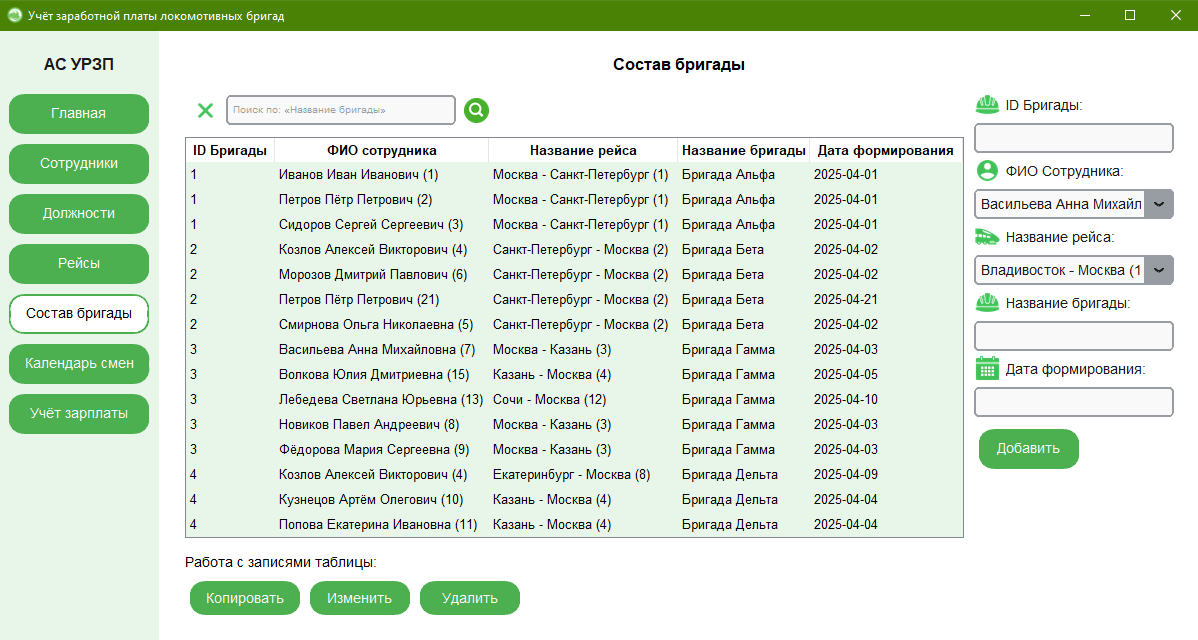 Учёт заработной платы локомотивных бригад
АС УРЗП
Главная
Сотрудники
Должности
Рейсы
Состав бригады
Календарь смен
Учёт зарплаты
Состав бригады
Поиск по: «Название бригады»
ID Бригады ФИО сотрудника Название рейса Название бригады Дата формирования
1 Иванов Иван Иванович (1) Москва - Санкт-Петербург (1) Бригада Альфа 2025-04-01
1 Петров Пётр Петрович (2) Москва - Санкт-Петербург (1) Бригада Альфа 2025-04-01
1 Сидоров Сергей Сергеевич (3) Москва - Санкт-Петербург (1) Бригада Альфа 2025-04-01
2 Козлов Алексей Викторович (4) Санкт-Петербург - Москва (2) Бригада Бета 2025-04-02
2 Морозов Дмитрий Павлович (6) Санкт-Петербург - Москва (2) Бригада Бета 2025-04-02
2 Петров Пётр Петрович (21) Санкт-Петербург - Москва (2) Бригада Бета 2025-04-21
2 Смирнова Ольга Николаевна (5) Санкт-Петербург - Москва (2) Бригада Бета 2025-04-02
3 Васильева Анна Михайловна (7) Москва - Казань (3) Бригада Гамма 2025-04-03
3 Волкова Юлия Дмитриевна (15) Казань - Москва (4) Бригада Гамма 2025-04-05
3 Лебедева Светлана Юрьевна (13) Сочи - Москва (12) Бригада Гамма 2025-04-10
3 Новиков Павел Андреевич (8) Москва - Казань (3) Бригада Гамма 2025-04-03
3 Фёдорова Мария Сергеевна (9) Москва - Казань (3) Бригада Гамма 2025-04-03
4 Козлов Алексей Викторович (4) Екатеринбург - Москва (8) Бригада Дельта 2025-04-09
4 Кузнецов Артём Олегович (10) Казань - Москва (4) Бригада Дельта 2025-04-04
4 Попова Екатерина Ивановна (11) Казань - Москва (4) Бригада Дельта 2025-04-04
Работа с записями таблицы:
Копировать Изменить Удалить
ID Бригады:
ФИО Сотрудника:
Васильева Анна Михайл
Название рейса:
Владивосток - Москва (1
Название бригады:
Дата формирования:
Добавить